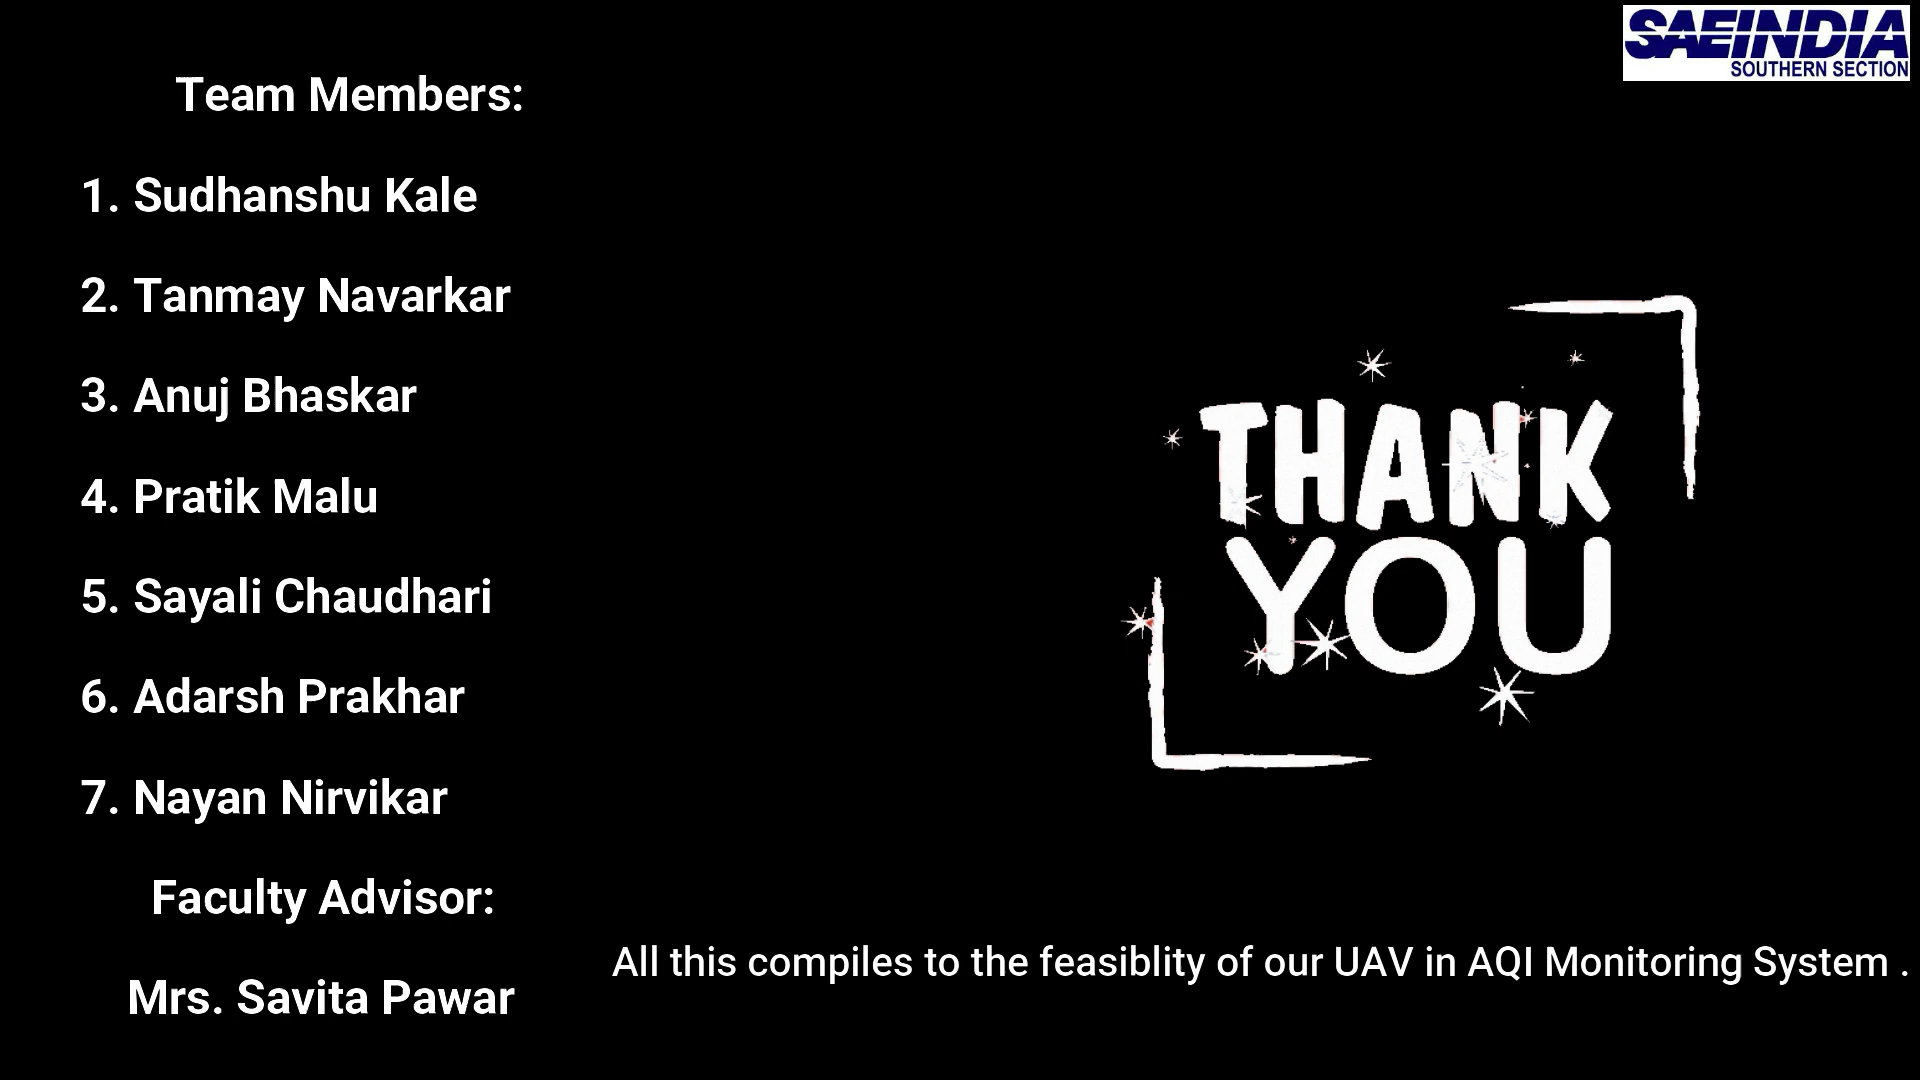 SAEINDIA
SOUTHERN SECTION
Team Members:
1. Sudhanshu Kale
2. Tanmay Navarkar
3. Anuj Bhaskar
4. Pratik Malu
5. Sayali Chaudhari
6. Adarsh Prakhar
7. Nayan Nirvikar
Faculty Advisor:
Mrs. Savita Pawar
THANK
YOU
All this compiles to the feasiblity of our UAV in AQI Monitoring System .